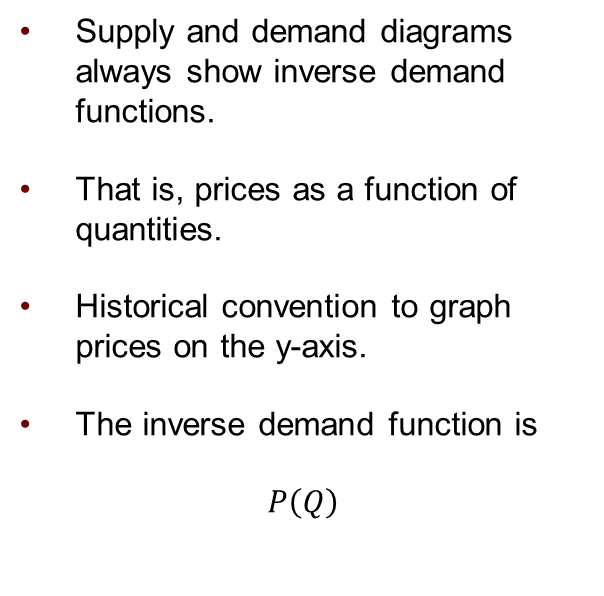 • Supply and demand diagrams
always show inverse demand
functions.
• That is, prices as a function of
quantities.
• Historical convention to graph
prices on the y-axis.
• The inverse demand function is
P(Q)